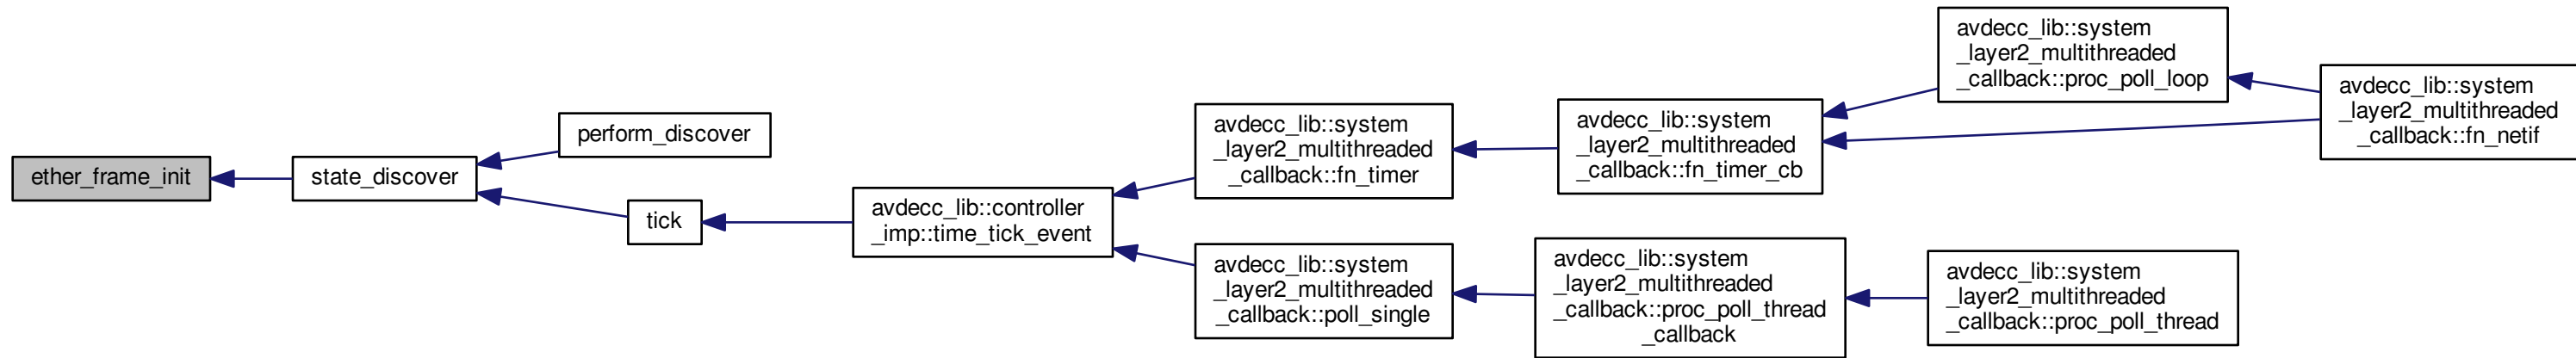 ether_frame_init
state_discover
perform_discover
tick
avdecc_lib::controller
_imp::time_tick_event
avdecc_lib::system
_layer2_multithreaded
_callback::fn_timer
avdecc_lib::system
_layer2_multithreaded
_callback::poll_single
avdecc_lib::system
_layer2_multithreaded
_callback::fn_timer_cb
avdecc_lib::system
_layer2_multithreaded
_callback::proc_poll_thread
_callback
avdecc_lib::system
_layer2_multithreaded
_callback::proc_poll_loop
avdecc_lib::system
_layer2_multithreaded
_callback::fn_netif
avdecc_lib::system
_layer2_multithreaded
_callback::proc_poll_thread